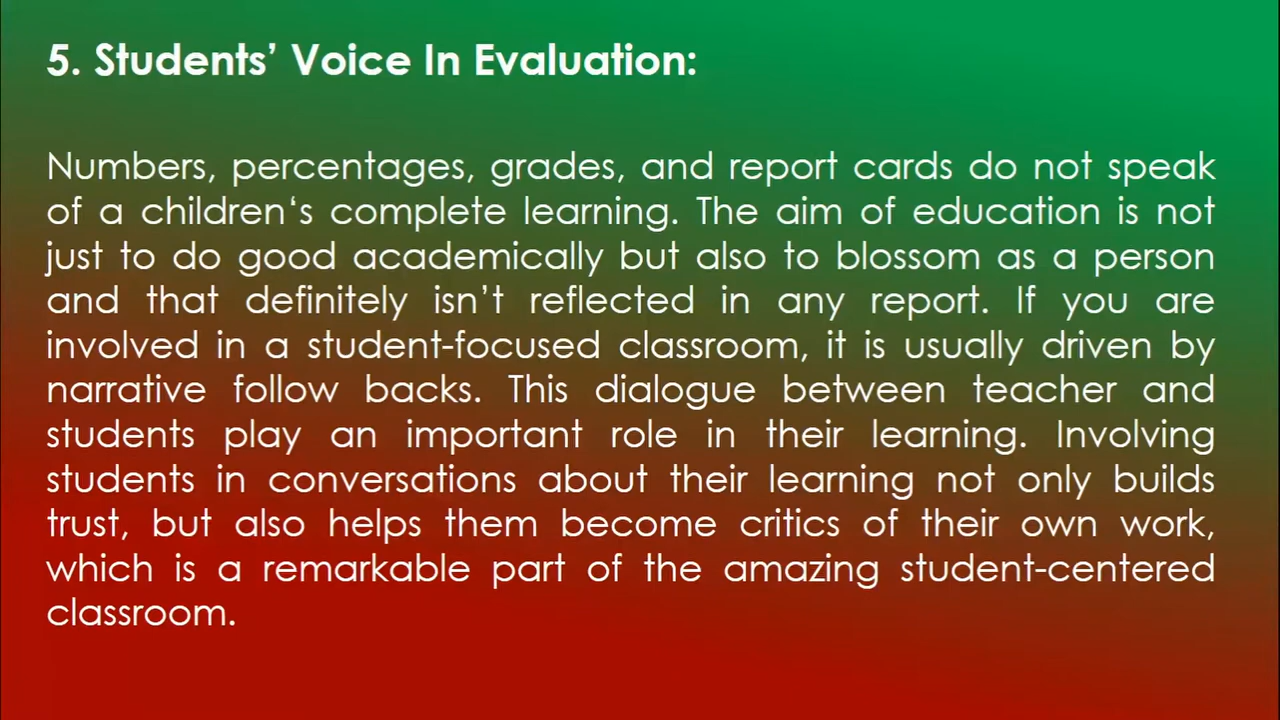 5. Students’ Voice In Evaluation:
Numbers, percentages, grades, and report cards do not speak
of a children‘s complete learning. The aim of education is not
just to do good academically but also to blossom as a person
and that definitely isn’t reflected in any report. If you are
involved in a student-focused classroom, it is usually driven by
narrative follow backs. This dialogue between teacher and
students play an important role in their learning. Involving
students in conversations about their learning not only builds
trust, but also helps them become critics of their own work,
which is a remarkable part of the amazing student-centered
classroom.